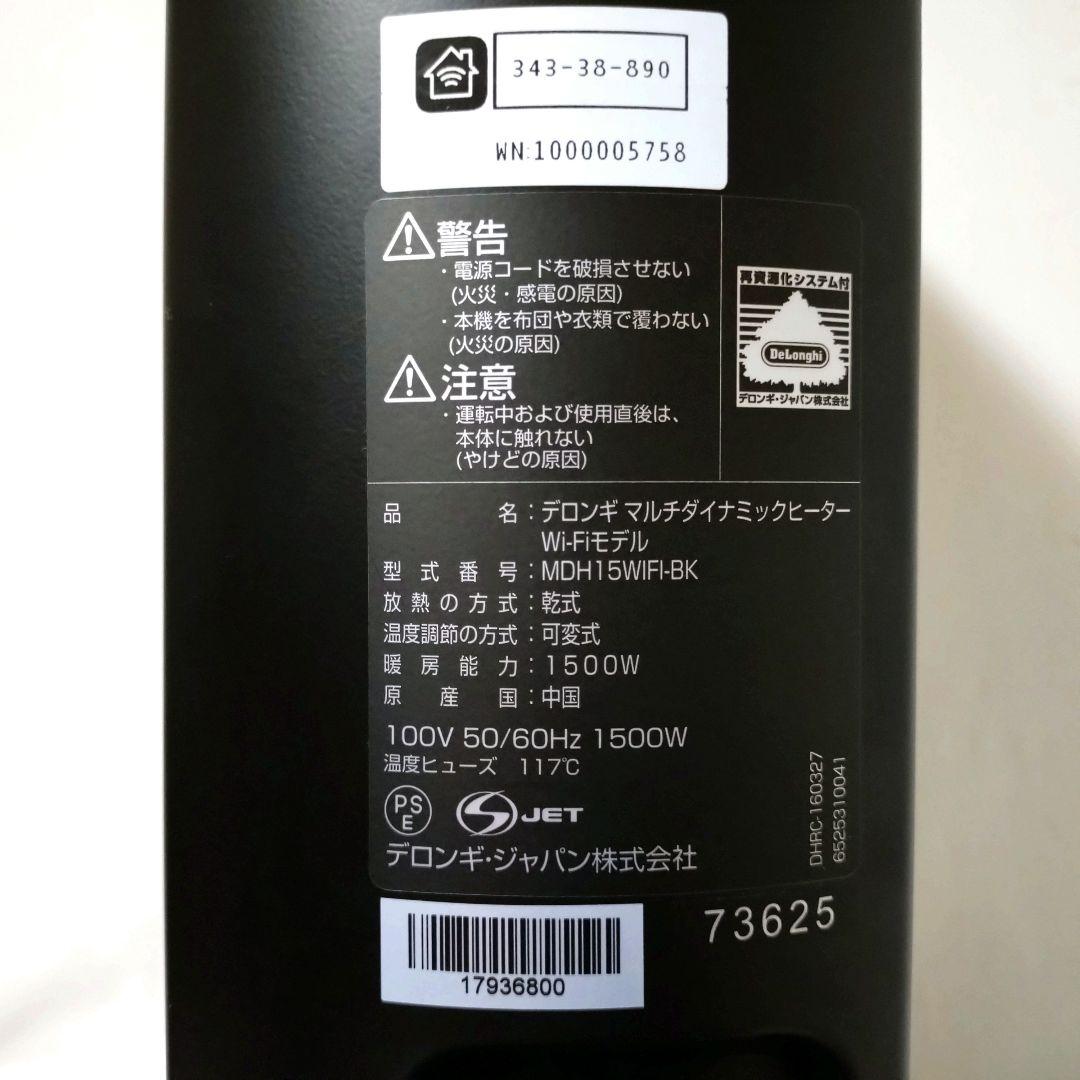 343-38-890
WN:1000005758
警告
・電源コードを破損させない
(火災・感電の原因)
・本機を布団や衣類で覆わない
(火災の原因)
注意
・運転中および使用直後は、
本体に触れない
(やけどの原因)
再資源化システム付
DeLonghi
デロンギ・ジャパン株式会社
品名：デロンギ マルチダイナミックヒーター
Wi-Fiモデル
型式番号：MDH15WIFI-BK
放熱の方式：乾式
温度調節の方式：可変式
暖房能力：1500W
原産国：中国
100V 50/60Hz 1500W
温度ヒューズ 117℃
PS
E
JET
デロンギ・ジャパン株式会社
DHRC-160327
6525310041
17936800
73625